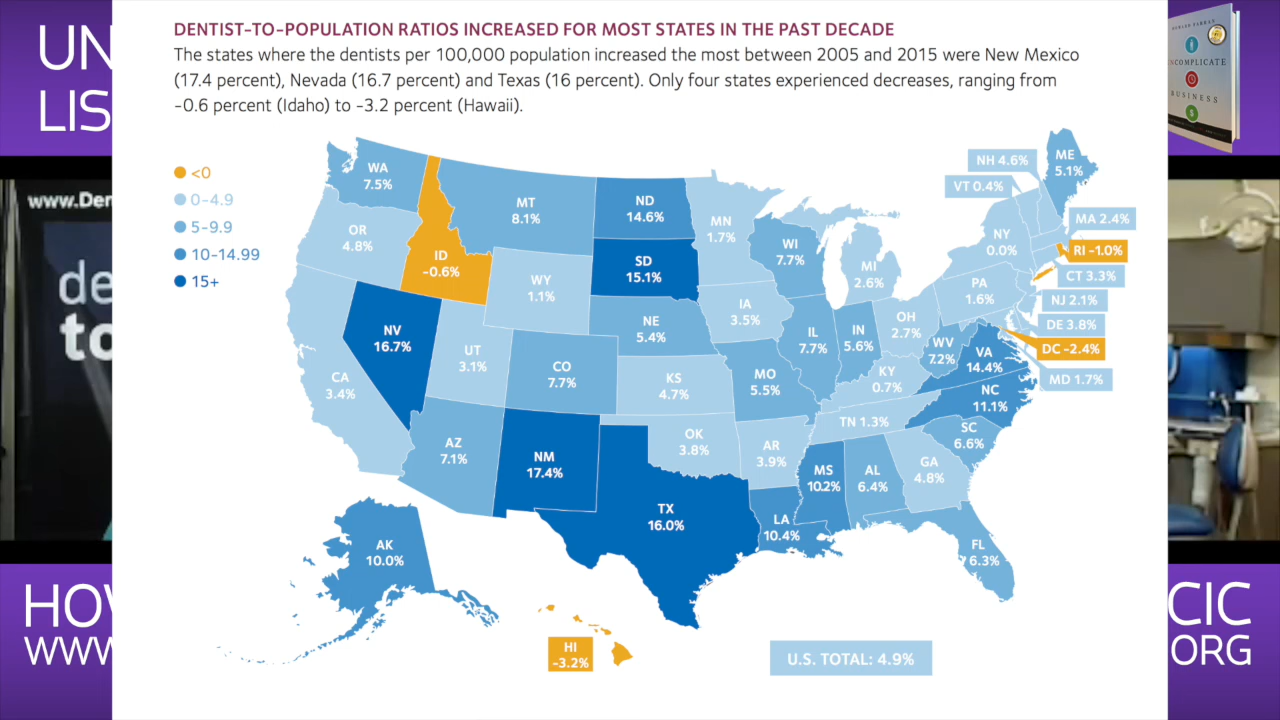 DENTIST-TO-POPULATION RATIOS INCREASED FOR MOST STATES IN THE PAST DECADE
The states where the dentists per 100,000 population increased the most between 2005 and 2015 were New Mexico
(17.4 percent), Nevada (16.7 percent) and Texas (16 percent). Only four states experienced decreases, ranging from
-0.6 percent (Idaho) to -3.2 percent (Hawaii).
<0
0-4.9
5-9.9
10-14.99
15+
WA
7.5%
OR
4.8%
ID
-0.6%
MT
8.1%
ND
14.6%
MN
1.7%
SD
15.1%
WI
7.7%
MI
2.6%
NH 4.6%
VT 0.4%
ME
5.1%
MA 2.4%
NY
0.0%
RI -1.0%
CT 3.3%
PA
1.6%
NJ 2.1%
DE 3.8%
DC -2.4%
MD 1.7%
WY
1.1%
NV
16.7%
UT
3.1%
CA
3.4%
CO
7.7%
NE
5.4%
IA
3.5%
IL
7.7%
IN
5.6%
OH
2.7%
WV
7.2%
VA
14.4%
KY
0.7%
NC
11.1%
KS
4.7%
MO
5.5%
TN 1.3%
SC
6.6%
AZ
7.1%
NM
17.4%
OK
3.8%
AR
3.9%
MS
10.2%
AL
6.4%
GA
4.8%
TX
16.0%
LA
10.4%
FL
6.3%
AK
10.0%
HI
-3.2%
U.S. TOTAL: 4.9%
UN
LIS
www.Den
de
to
HOW
WWW
UNCOMPLICATE
BUSINESS
CIC
ORG